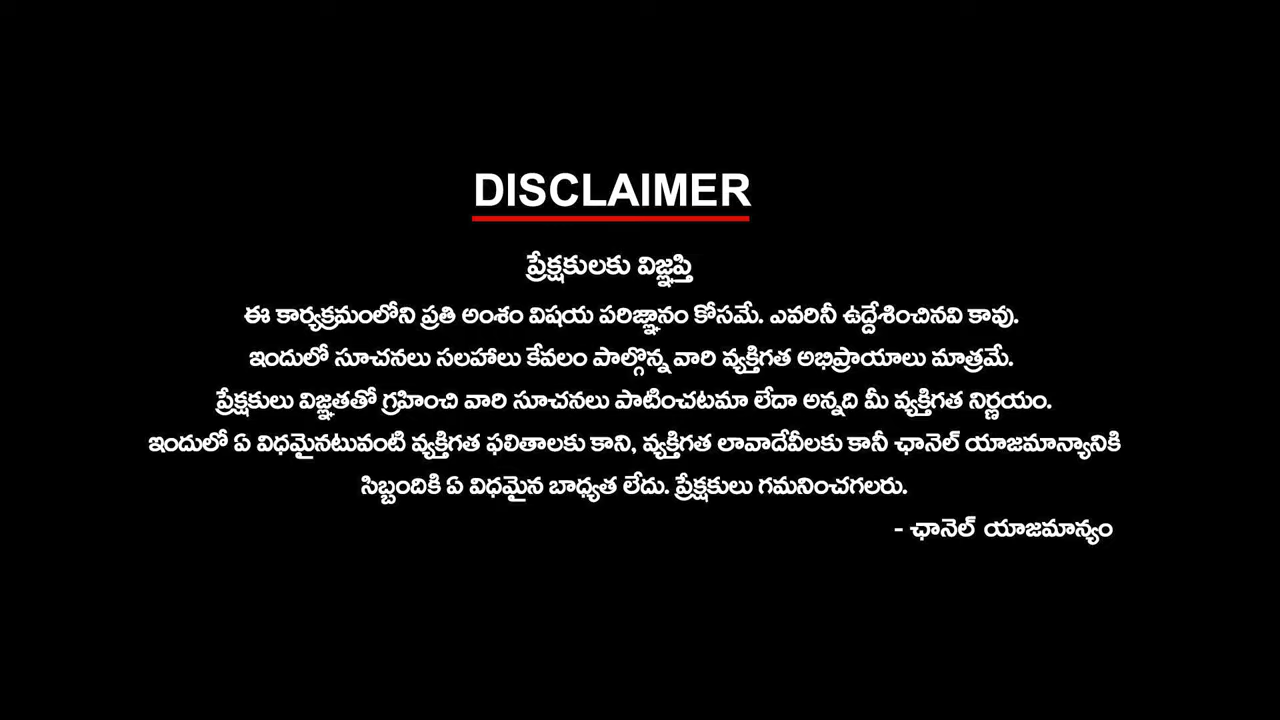 DISCLAIMER
ప్రేక్షకులకు విజ్ఞప్తి
ఈ కార్యక్రమంలోని ప్రతి అంశం విషయ పరిజ్ఞానం కోసమే. ఎవరినీ ఉద్దేశించినవి కావు.
ఇందులో సూచనలు సలహాలు కేవలం పాల్గొన్న వారి వ్యక్తిగత అభిప్రాయాలు మాత్రమే.
ప్రేక్షకులు విజ్ఞతతో గ్రహించి వారి సూచనలు పాటించటమా లేదా అన్నది మీ వ్యక్తిగత నిర్ణయం.
ఇందులో ఏ విధమైనటువంటి వ్యక్తిగత ఫలితాలకు కాని, వ్యక్తిగత లావాదేవీలకు కానీ ఛానెల్ యాజమాన్యానికి
సిబ్బందికి ఏ విధమైన బాధ్యత లేదు. ప్రేక్షకులు గమనించగలరు.
- ఛానెల్ యాజమాన్యం